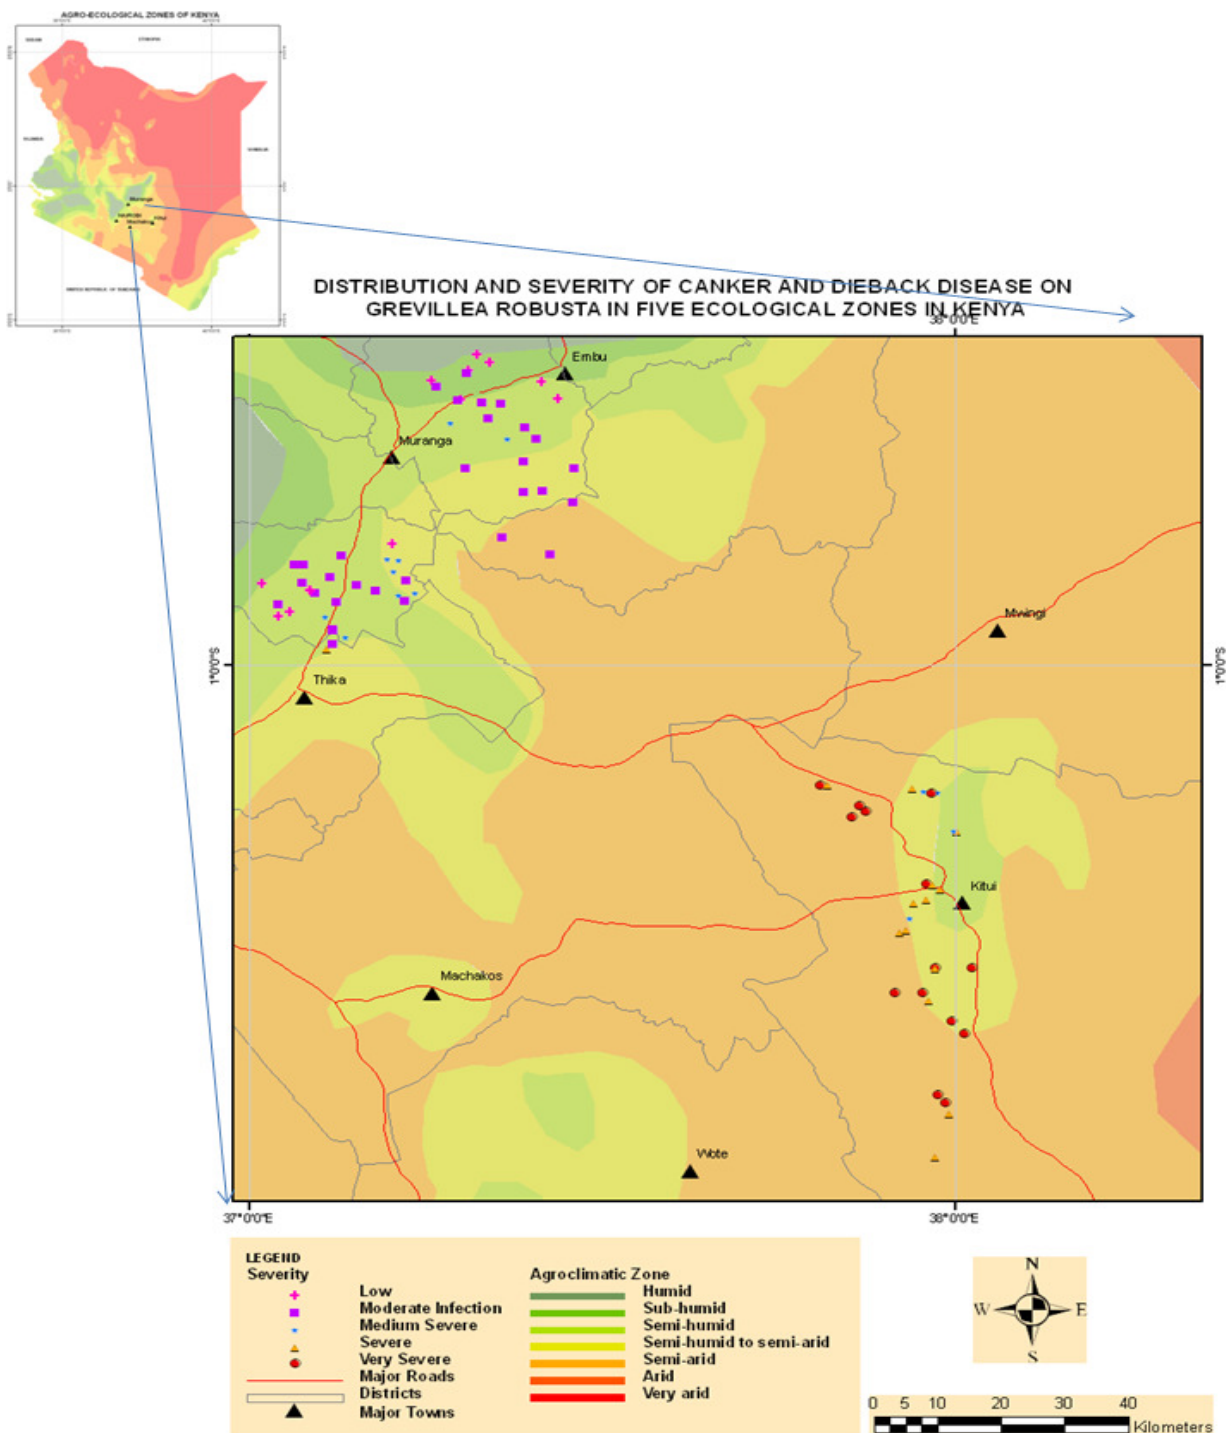 AGRO-ECOLOGICAL ZONES OF KENYA
Muranga
NAIROBI
Machakos
Kitui
DISTRIBUTION AND SEVERITY OF CANKER AND DIEBACK DISEASE ON
GREVILLEA ROBUSTA IN FIVE ECOLOGICAL ZONES IN KENYA
38°0'0"E
Embu
Muranga
Mwingi
1°0'0"S
1°0'0"S
Thika
Kitui
Machakos
Wote
37°0'0"E
38°0'0"E
LEGEND
Severity
Low
Moderate Infection
Medium Severe
Severe
Very Severe
Major Roads
Districts
Major Towns
Agroclimatic Zone
Humid
Sub-humid
Semi-humid
Semi-humid to semi-arid
Semi-arid
Arid
Very arid
N
W
E
S
0 5 10 20 30 40
Kilometers